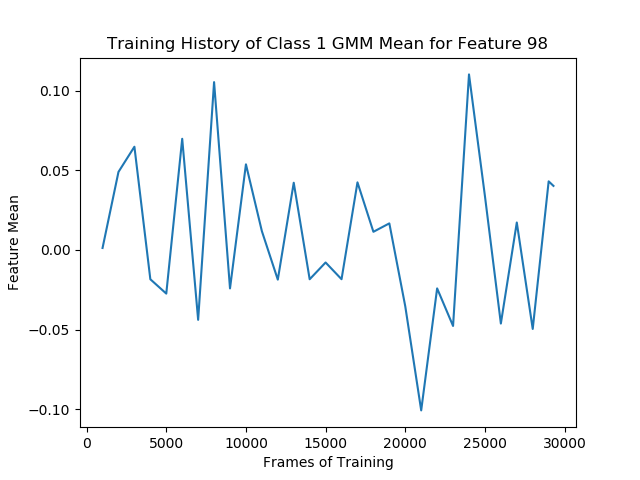 Training History of Class 1 GMM Mean for Feature 98
0.10
0.05
0.00
−0.05
−0.10
Feature Mean
0 5000 10000 15000 20000 25000 30000
Frames of Training